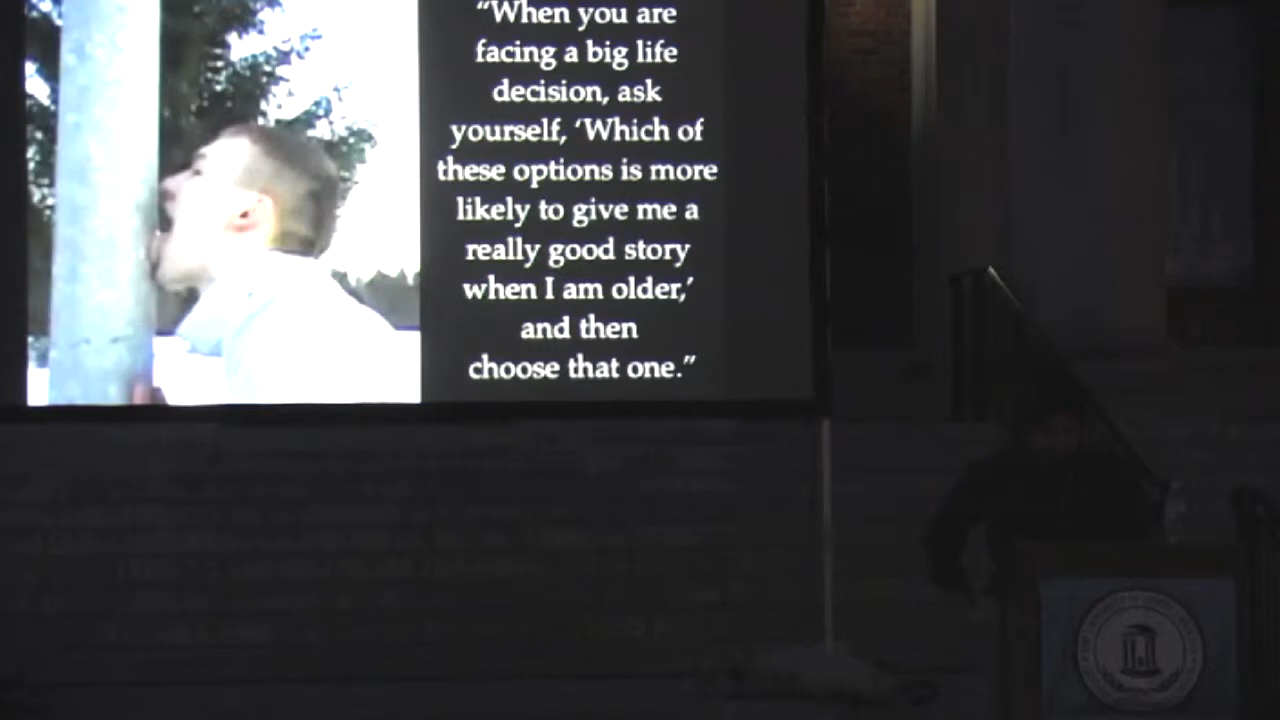 “When you are
facing a big life
decision, ask
yourself, ‘Which of
these options is more
likely to give me a
really good story
when I am older,’
and then
choose that one.”